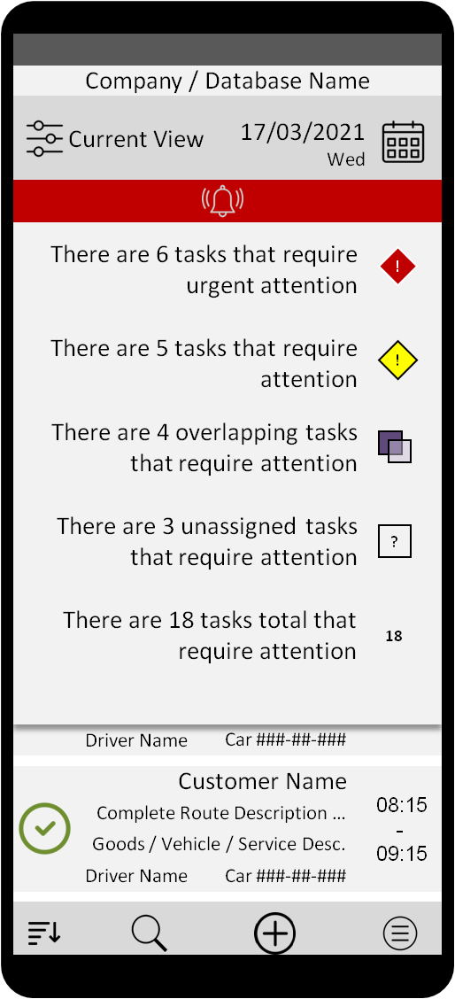 Company / Database Name
Current View
17/03/2021
Wed
There are 6 tasks that require
urgent attention
!
There are 5 tasks that require
attention
!
There are 4 overlapping tasks
that require attention
There are 3 unassigned tasks
that require attention
?
There are 18 tasks total that
require attention
18
Driver Name Car ###-##-###
Customer Name
Complete Route Description ...
Goods / Vehicle / Service Desc.
Driver Name Car ###-##-###
08:15
-
09:15